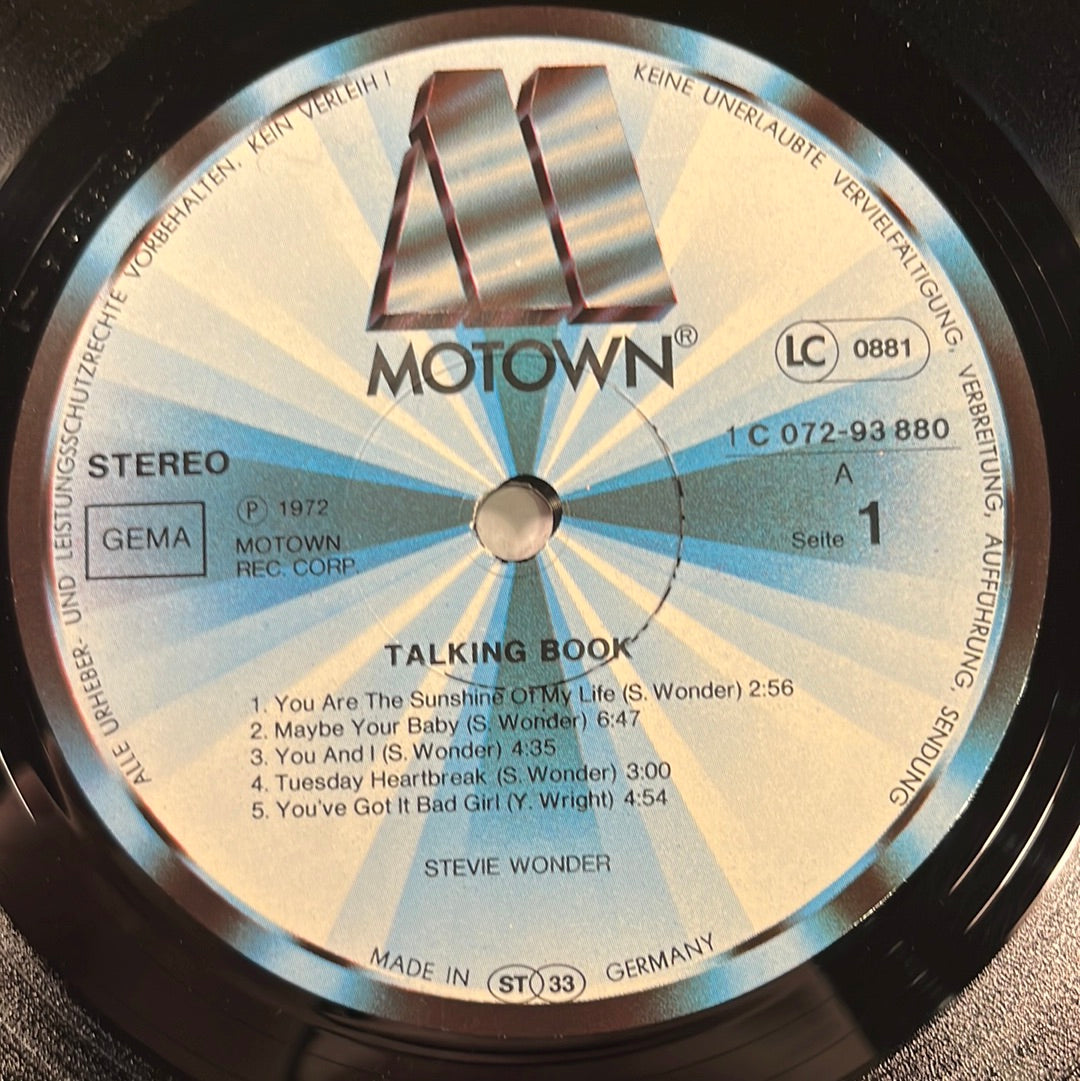 ALLE URHEBER- UND LEISTUNGSSCHUTZRECHTE VORBEHALTEN. KEIN VERLEIH! KEINE UNERLAUBTE VERVIELFÄLTIGUNG, VERBREITUNG, AUFFÜHRUNG, SENDUNG
MOTOWN®
LC 0881
1 C 072-93 880
STEREO
A
GEMA
Ⓟ 1972
MOTOWN
REC. CORP.
Seite 1
TALKING BOOK
1. You Are The Sunshine Of My Life (S. Wonder) 2:56
2. Maybe Your Baby (S. Wonder) 6:47
3. You And I (S. Wonder) 4:35
4. Tuesday Heartbreak (S. Wonder) 3:00
5. You've Got It Bad Girl (Y. Wright) 4:54
STEVIE WONDER
MADE IN ST 33 GERMANY